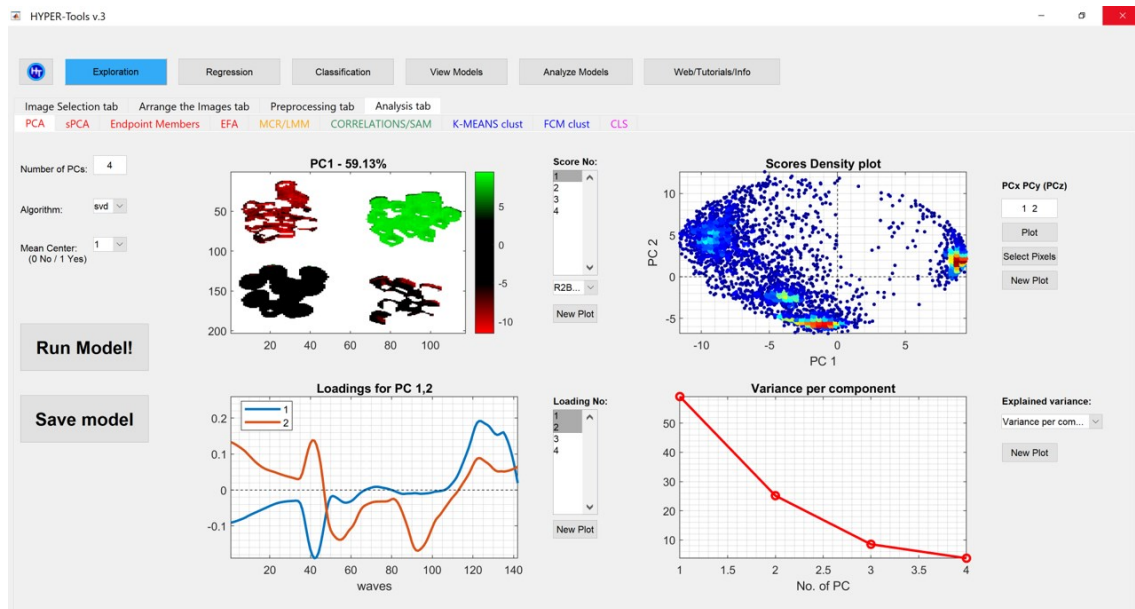 HYPER-Tools v.3
HT
Exploration
Regression
Classification
View Models
Analyze Models
Web/Tutorials/Info
Image Selection tab
Arrange the Images tab
Preprocessing tab
Analysis tab
PCA
sPCA
Endpoint Members
EFA
MCR/LMM
CORRELATIONS/SAM
K-MEANS clust
FCM clust
CLS
Number of PCs:
4
Algorithm:
svd
Mean Center:
(0 No / 1 Yes)
1
Run Model!
Save model
PC1 - 59.13%
50
100
150
200
20
40
60
80
100
5
0
-5
-10
Score No:
1
2
3
4
R2B...
New Plot
Scores Density plot
PC 2
10
5
0
-5
-10
-5
0
5
PC 1
PCx PCy (PCz)
1 2
Plot
Select Pixels
New Plot
Loadings for PC 1,2
1
2
0.2
0.1
0
-0.1
20
40
60
80
100
120
140
waves
Loading No:
1
2
3
4
New Plot
Variance per component
50
40
30
20
10
1
1.5
2
2.5
3
3.5
4
No. of PC
Explained variance:
Variance per com...
New Plot